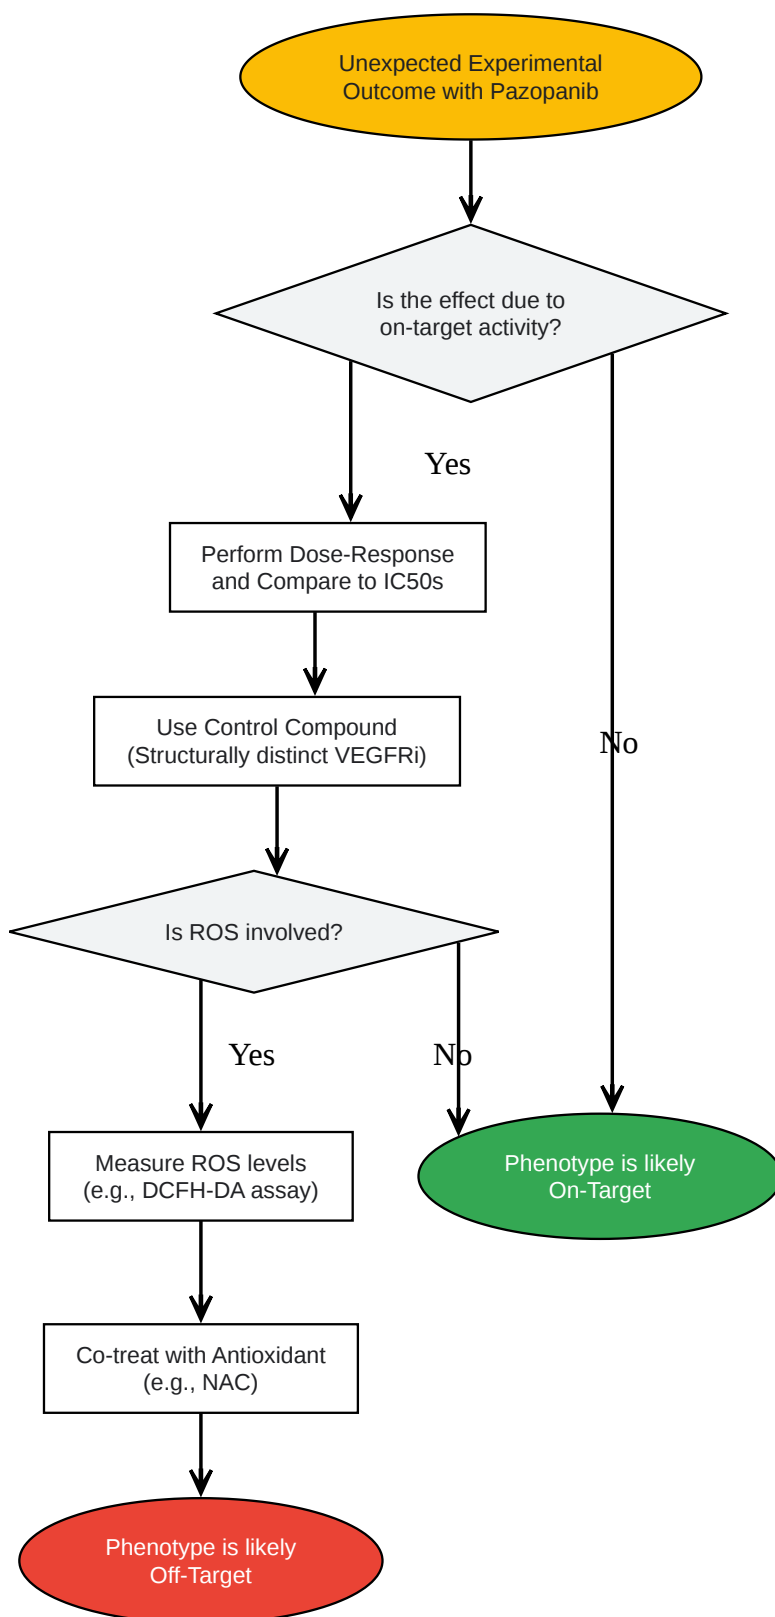 Unexpected Experimental
Outcome with Pazopanib
Is the effect due to
on-target activity?
Yes
Perform Dose-Response
and Compare to IC50s
Use Control Compound
(Structurally distinct VEGFRi)
No
Is ROS involved?
Yes
No
Measure ROS levels
(e.g., DCFH-DA assay)
Phenotype is likely
On-Target
Co-treat with Antioxidant
(e.g., NAC)
Phenotype is likely
Off-Target